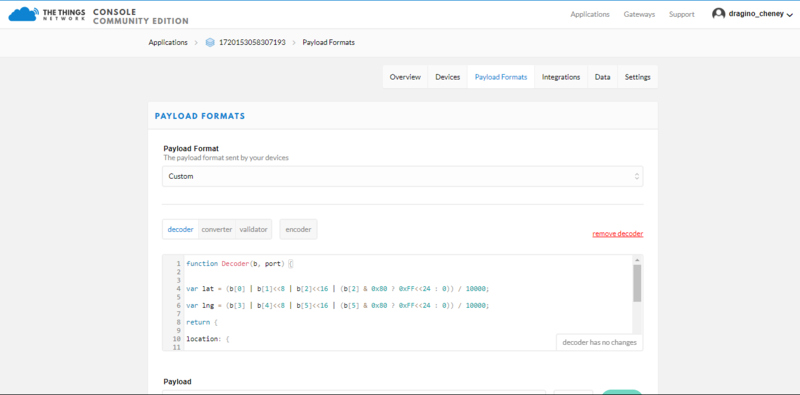 THE THINGS NETWORK CONSOLE COMMUNITY EDITION
Applications Gateways Support dragino_cheney
Applications > 1720153058307193 > Payload Formats
Overview Devices Payload Formats Integrations Data Settings
PAYLOAD FORMATS
Payload Format
The payload format sent by your devices
Custom
decoder converter validator encoder remove decoder
1 function Decoder(b, port) {
2
3
4 var lat = (b[0] | b[1]<<8 | b[2]<<16 | (b[2] & 0x80 ? 0xFF<<24 : 0)) / 10000;
5
6 var lng = (b[3] | b[4]<<8 | b[5]<<16 | (b[5] & 0x80 ? 0xFF<<24 : 0)) / 10000;
7
8 return {
9
10 location: {
11
decoder has no changes
Payload